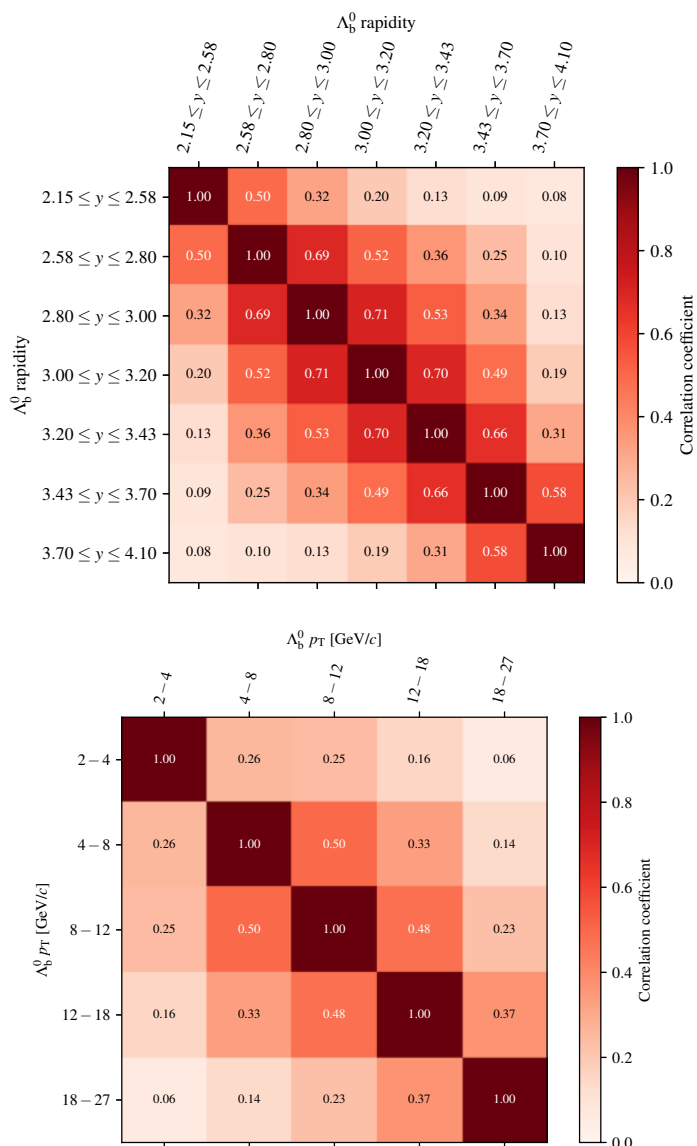 Λ_b^0 rapidity
2.15 ≤ y ≤ 2.58
2.58 ≤ y ≤ 2.80
2.80 ≤ y ≤ 3.00
3.00 ≤ y ≤ 3.20
3.20 ≤ y ≤ 3.43
3.43 ≤ y ≤ 3.70
3.70 ≤ y ≤ 4.10
Λ_b^0 rapidity
2.15 ≤ y ≤ 2.58 1.00 0.50 0.32 0.20 0.13 0.09 0.08
2.58 ≤ y ≤ 2.80 0.50 1.00 0.69 0.52 0.36 0.25 0.10
2.80 ≤ y ≤ 3.00 0.32 0.69 1.00 0.71 0.53 0.34 0.13
3.00 ≤ y ≤ 3.20 0.20 0.52 0.71 1.00 0.70 0.49 0.19
3.20 ≤ y ≤ 3.43 0.13 0.36 0.53 0.70 1.00 0.66 0.31
3.43 ≤ y ≤ 3.70 0.09 0.25 0.34 0.49 0.66 1.00 0.58
3.70 ≤ y ≤ 4.10 0.08 0.10 0.13 0.19 0.31 0.58 1.00
1.0
0.8
0.6
0.4
0.2
0.0
Correlation coefficient
Λ_b^0 p_T [GeV/c]
2 − 4
4 − 8
8 − 12
12 − 18
18 − 27
Λ_b^0 p_T [GeV/c]
2 − 4 1.00 0.26 0.25 0.16 0.06
4 − 8 0.26 1.00 0.50 0.33 0.14
8 − 12 0.25 0.50 1.00 0.48 0.23
12 − 18 0.16 0.33 0.48 1.00 0.37
18 − 27 0.06 0.14 0.23 0.37 1.00
1.0
0.8
0.6
0.4
0.2
0.0
Correlation coefficient